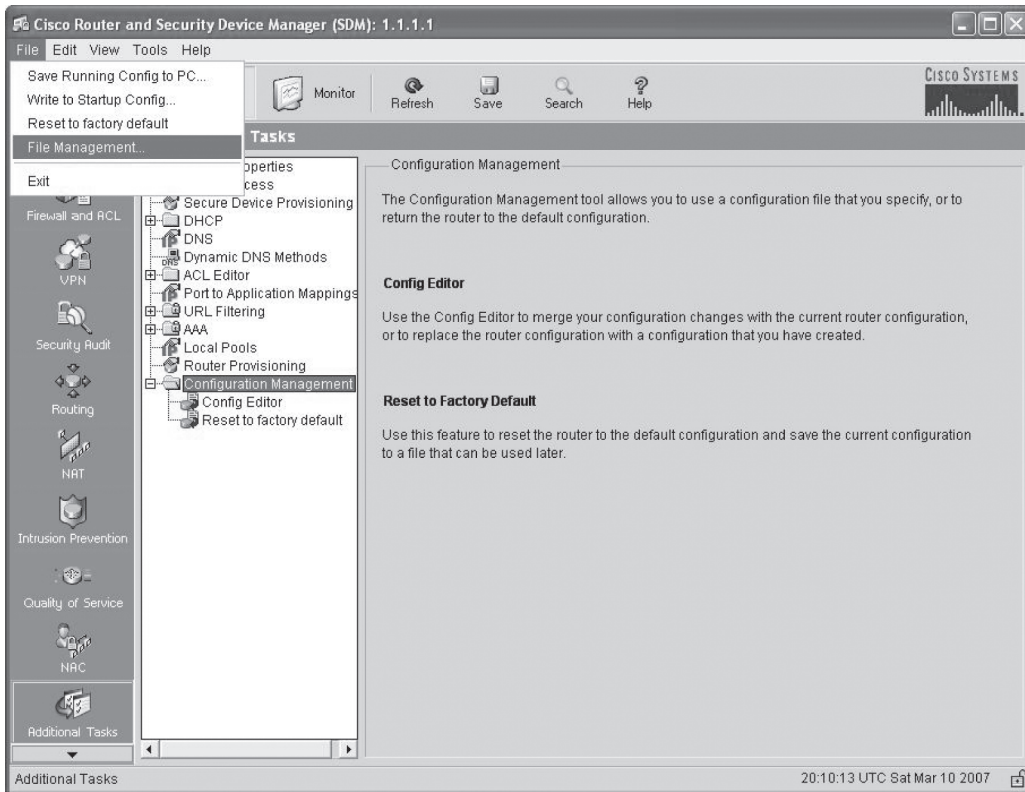 Cisco Router and Security Device Manager (SDM): 1.1.1.1
File Edit View Tools Help
Save Running Config to PC...
Write to Startup Config...
Reset to factory default
File Management...
Exit
Monitor
Refresh
Save
Search
Help
CISCO SYSTEMS
Tasks
Firewall and ACL
VPN
Security Audit
Routing
NAT
Intrusion Prevention
Quality of Service
NAC
Additional Tasks
Secure Device Provisioning
DHCP
DNS
Dynamic DNS Methods
ACL Editor
Port to Application Mappings
URL Filtering
AAA
Local Pools
Router Provisioning
Configuration Management
Config Editor
Reset to factory default
Configuration Management
The Configuration Management tool allows you to use a configuration file that you specify, or to
return the router to the default configuration.
Config Editor
Use the Config Editor to merge your configuration changes with the current router configuration,
or to replace the router configuration with a configuration that you have created.
Reset to Factory Default
Use this feature to reset the router to the default configuration and save the current configuration
to a file that can be used later.
Additional Tasks
20:10:13 UTC Sat Mar 10 2007